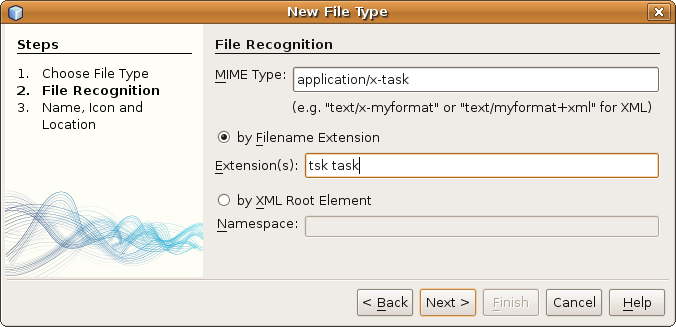 New File Type
Steps
1. Choose File Type
2. File Recognition
3. Name, Icon and
Location
File Recognition
MIME Type: application/x-task
(e.g. "text/x-myformat" or "text/myformat+xml" for XML)
by Filename Extension
Extension(s): tsk task
by XML Root Element
Namespace:
< Back Next > Finish Cancel Help